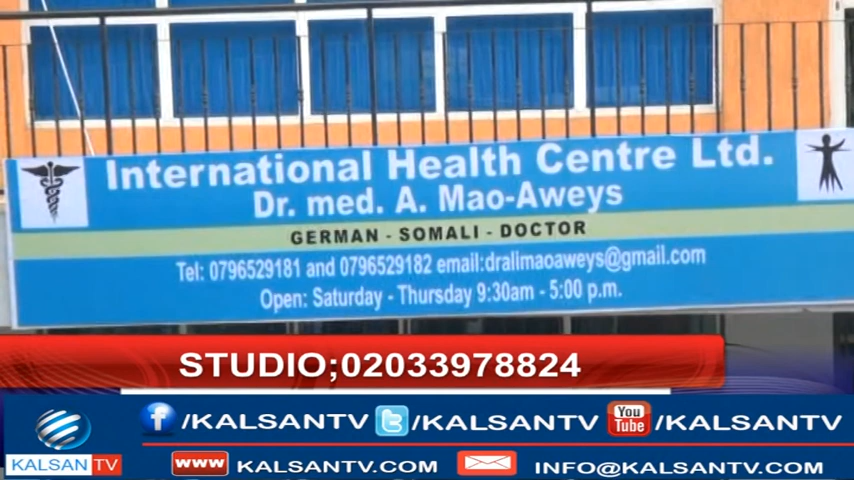 International Health Centre Ltd.
Dr. med. A. Mao-Aweys
GERMAN - SOMALI - DOCTOR
Tel: 0796529181 and 0796529182 email:dralimaoaweys@gmail.com
Open: Saturday - Thursday 9:30am - 5:00 p.m.
STUDIO;02033978824
f /KALSANTV t /KALSANTV You Tube /KALSANTV
KALSAN TV www KALSANTV.COM INFO@KALSANTV.COM